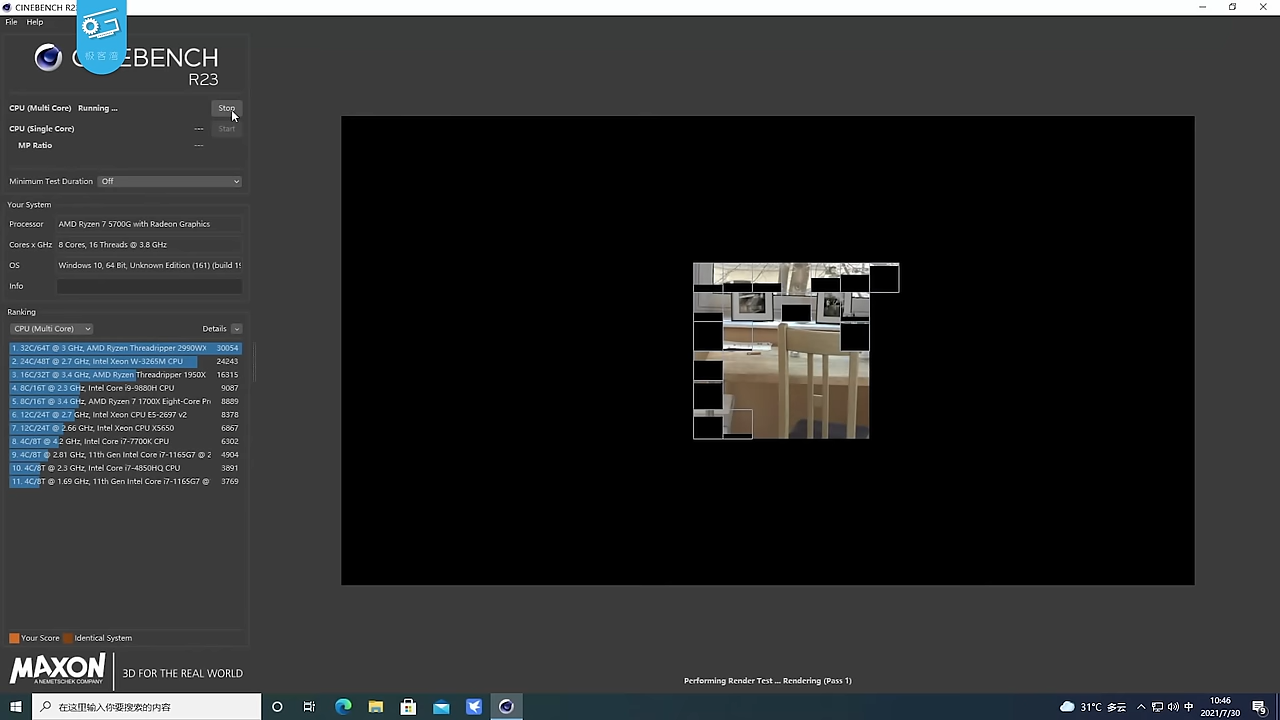 CINEBENCH R23
极客湾
File Help
CINEBENCH
R23
CPU (Multi Core) Running ... Stop
CPU (Single Core) --- Start
MP Ratio ---
Minimum Test Duration Off
Your System
Processor AMD Ryzen 7 5700G with Radeon Graphics
Cores x GHz 8 Cores, 16 Threads @ 3.8 GHz
OS Windows 10, 64 Bit, Unknown Edition (161) (build 19
Info
Ranking
CPU (Multi Core) Details
1. 32C/64T @ 3 GHz, AMD Ryzen Threadripper 2990WX 30054
2. 24C/48T @ 2.7 GHz, Intel Xeon W-3265M CPU 24243
3. 16C/32T @ 3.4 GHz, AMD Ryzen Threadripper 1950X 16315
4. 8C/16T @ 2.3 GHz, Intel Core i9-9880H CPU 9087
5. 8C/16T @ 3.4 GHz, AMD Ryzen 7 1700X Eight-Core Pr 8889
6. 12C/24T @ 2.7 GHz, Intel Xeon CPU E5-2697 v2 8378
7. 12C/24T @ 2.66 GHz, Intel Xeon CPU X5650 6867
8. 4C/8T @ 4.2 GHz, Intel Core i7-7700K CPU 6302
9. 4C/8T @ 2.81 GHz, 11th Gen Intel Core i7-1165G7 @ 2 4904
10. 4C/8T @ 2.3 GHz, Intel Core i7-4850HQ CPU 3891
11. 4C/8T @ 1.69 GHz, 11th Gen Intel Core i7-1165G7 @ 3769
Your Score Identical System
MAXON
A NEMETSCHEK COMPANY
3D FOR THE REAL WORLD
Performing Render Test ... Rendering (Pass 1)
在这里输入你要搜索的内容
31°C 多云
中
10:46
2021/7/30